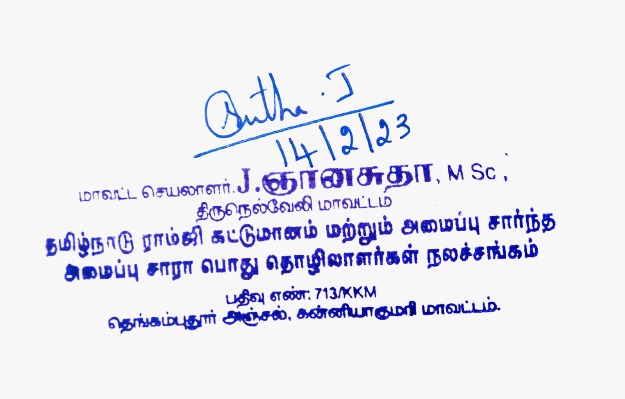 Sutha. J
14/2/23
மாவட்ட செயலாளர். J.ஞானசுதா, M Sc;
திருநெல்வேலி மாவட்டம்
தமிழ்நாடு ராம்ஜி கட்டுமானம் மற்றும் அமைப்பு சார்ந்த
அமைப்பு சாரா பொது தொழிலாளர்கள் நலச்சங்கம்
பதிவு எண்: 713/KKM
தெங்கம்புதூர் அஞ்சல், கன்னியாகுமரி மாவட்டம்.